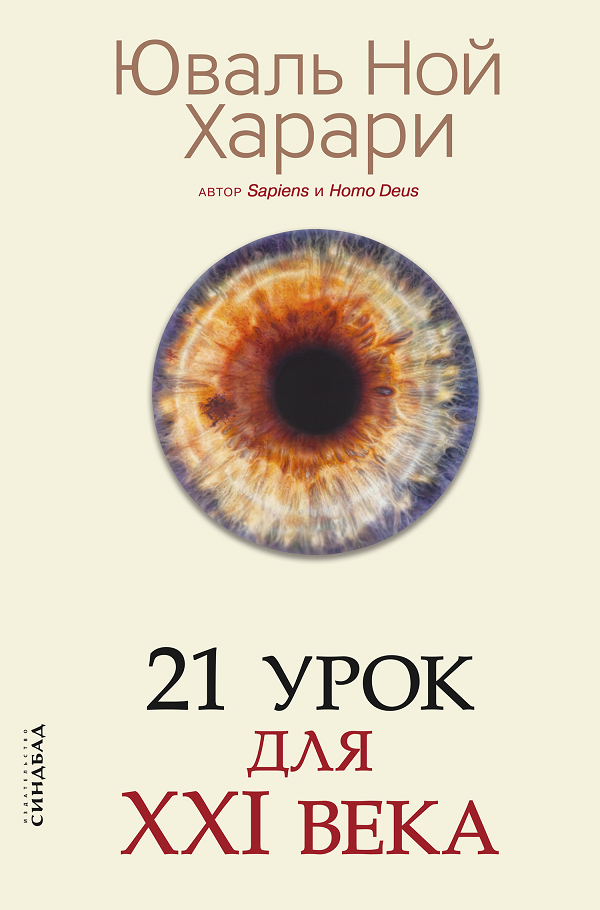 Юваль Ной
Харари
АВТОР Sapiens И Homo Deus
21 УРОК
ДЛЯ
XXI ВЕКА
ИЗДАТЕЛЬСТВО
СИНДБАД